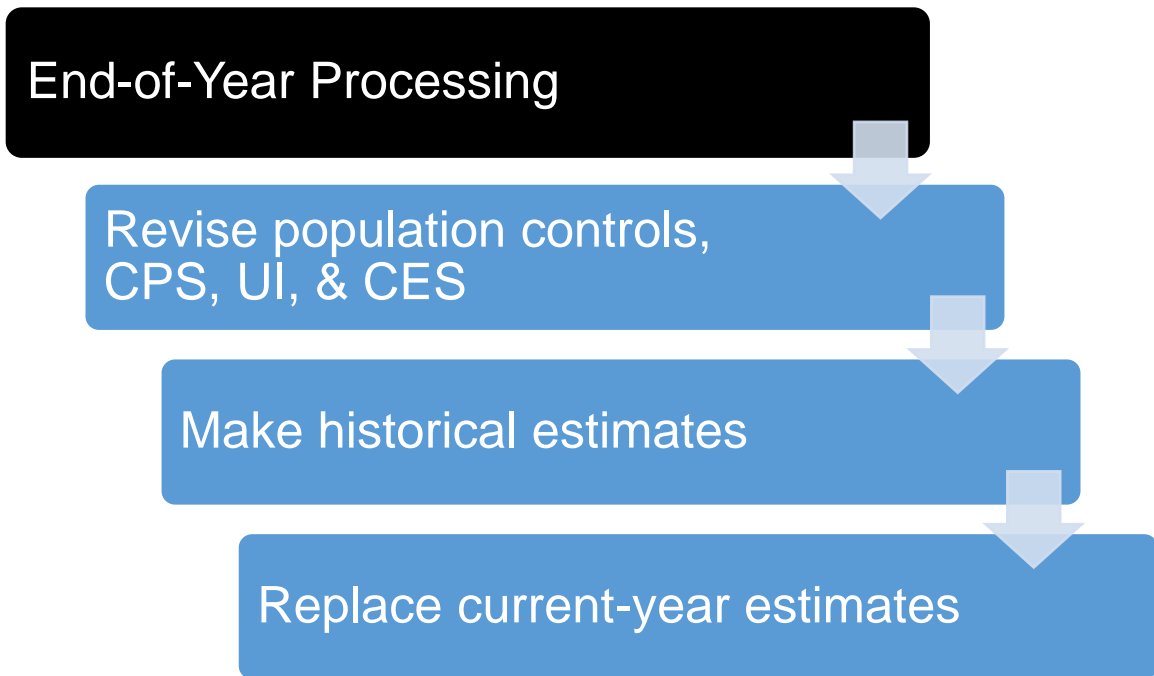 End-of-Year Processing
Revise population controls,
CPS, UI, & CES
Make historical estimates
Replace current-year estimates